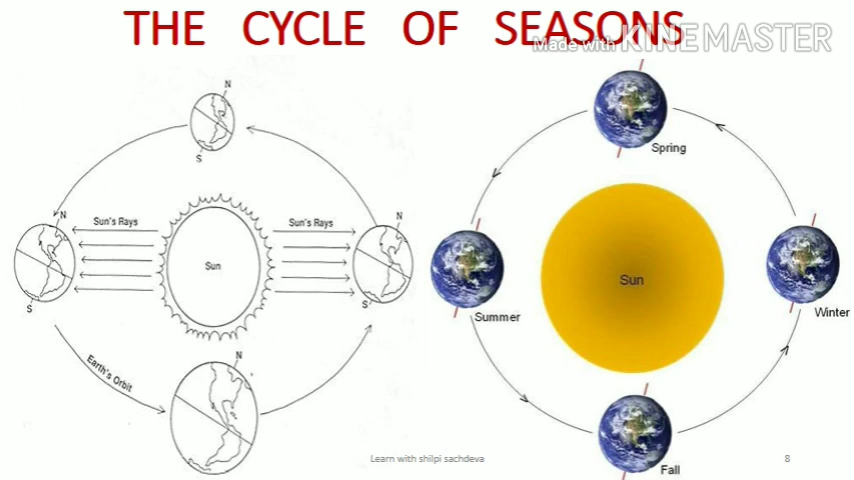 THE CYCLE OF SEASONS
Made with KINEMASTER
N
S
N
Sun's Rays
Sun's Rays
N
Sun
S
S
Earth's Orbit
N
Spring
Sun
Summer
Winter
Fall
Learn with shilpi sachdeva
8